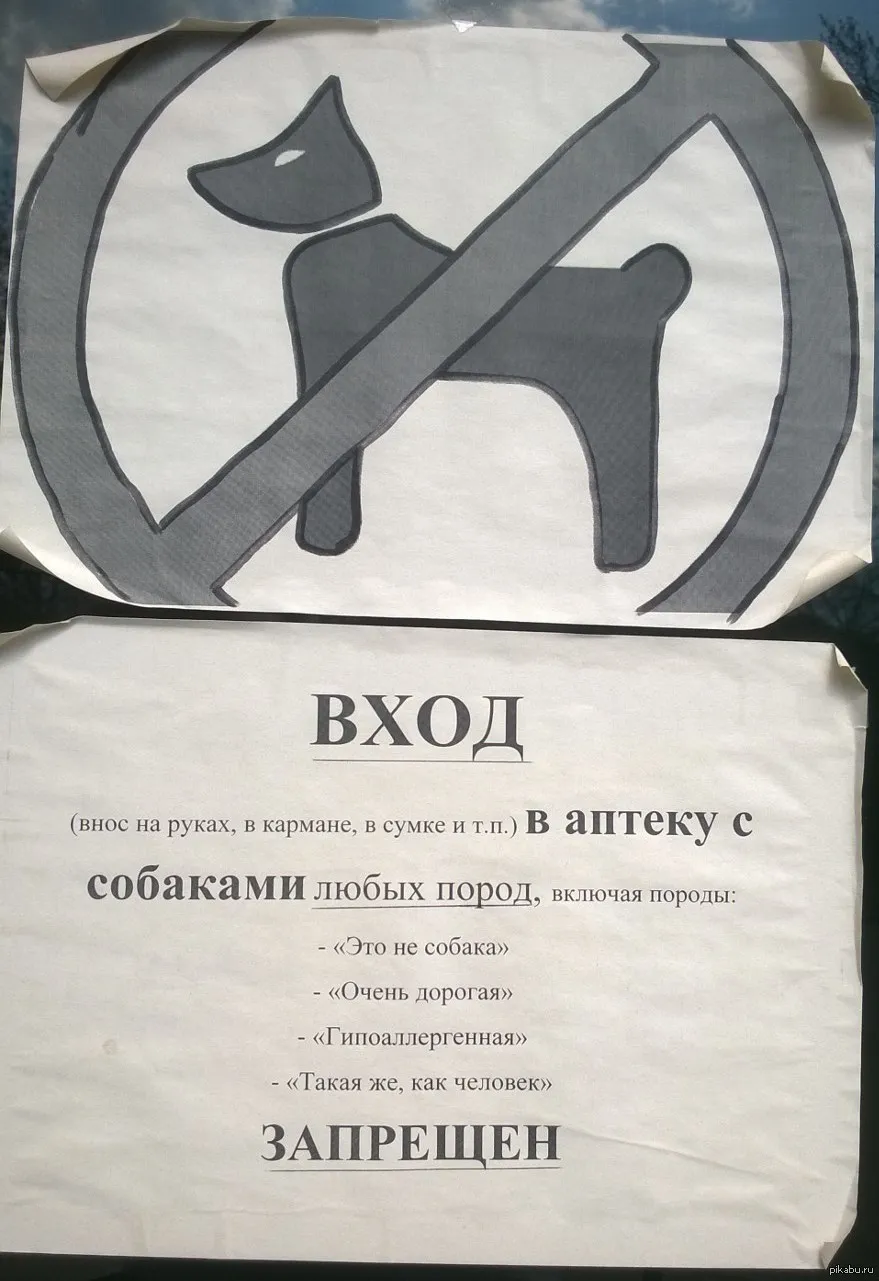 ВХОД
(внос на руках, в кармане, в сумке и т.п.) в аптеку с
собаками любых пород, включая породы:
- «Это не собака»
- «Очень дорогая»
- «Гипоаллергенная»
- «Такая же, как человек»
ЗАПРЕЩЕН
pikabu.ru